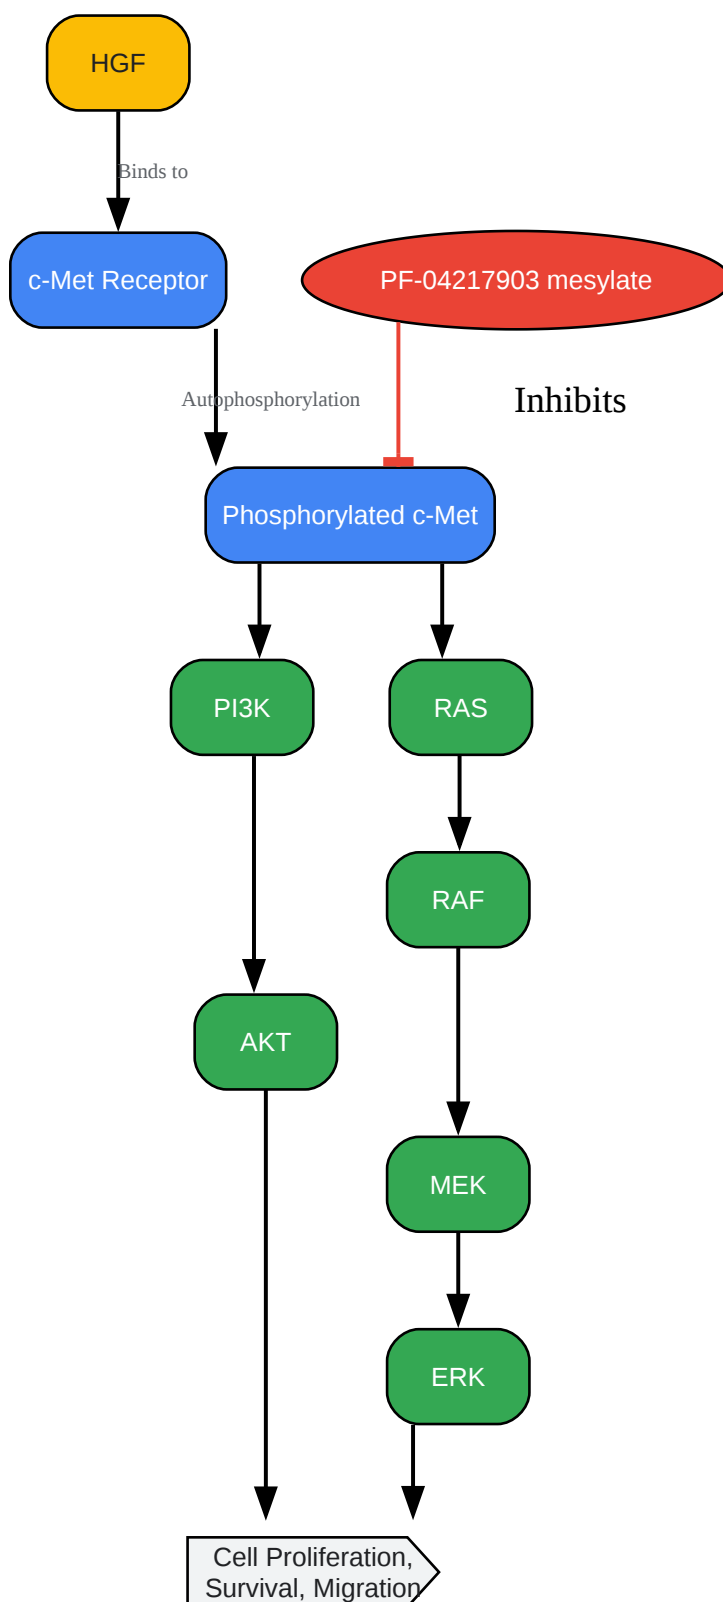 HGF
Binds to
c-Met Receptor
PF-04217903 mesylate
Autophosphorylation
Inhibits
Phosphorylated c-Met
PI3K
RAS
RAF
AKT
MEK
ERK
Cell Proliferation,
Survival, Migration